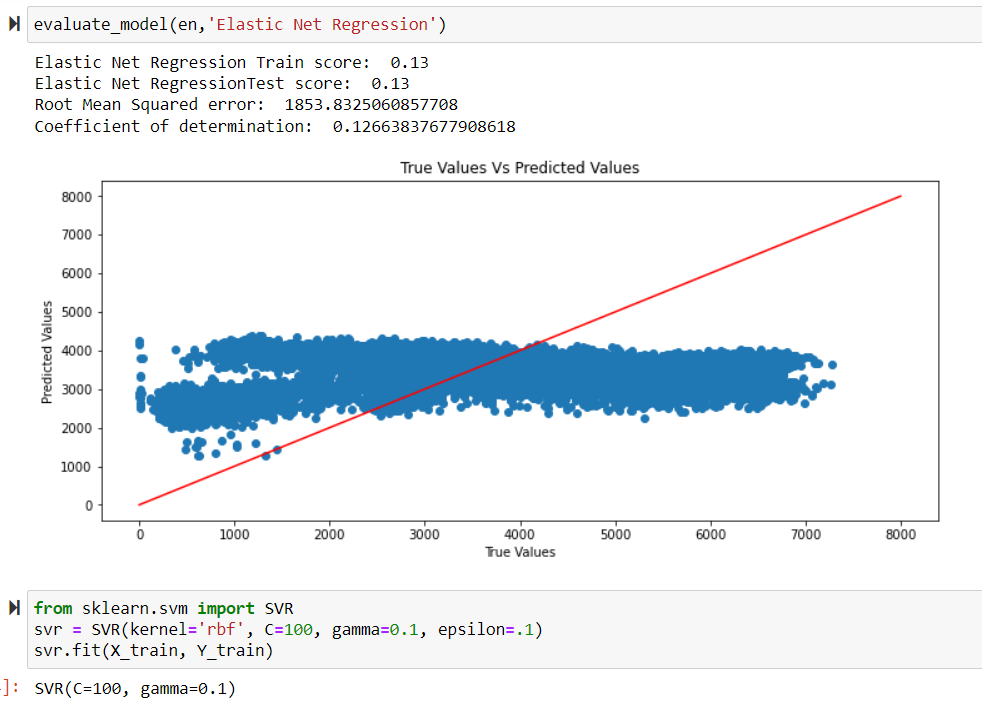 evaluate_model(en,'Elastic Net Regression')
Elastic Net Regression Train score:  0.13
Elastic Net RegressionTest score:  0.13
Root Mean Squared error:  1853.8325060857708
Coefficient of determination:  0.12663837677908618
True Values Vs Predicted Values
8000
7000
6000
5000
4000
3000
2000
1000
0
Predicted Values
0 1000 2000 3000 4000 5000 6000 7000 8000
True Values
from sklearn.svm import SVR
svr = SVR(kernel='rbf', C=100, gamma=0.1, epsilon=.1)
svr.fit(X_train, Y_train)
]: SVR(C=100, gamma=0.1)